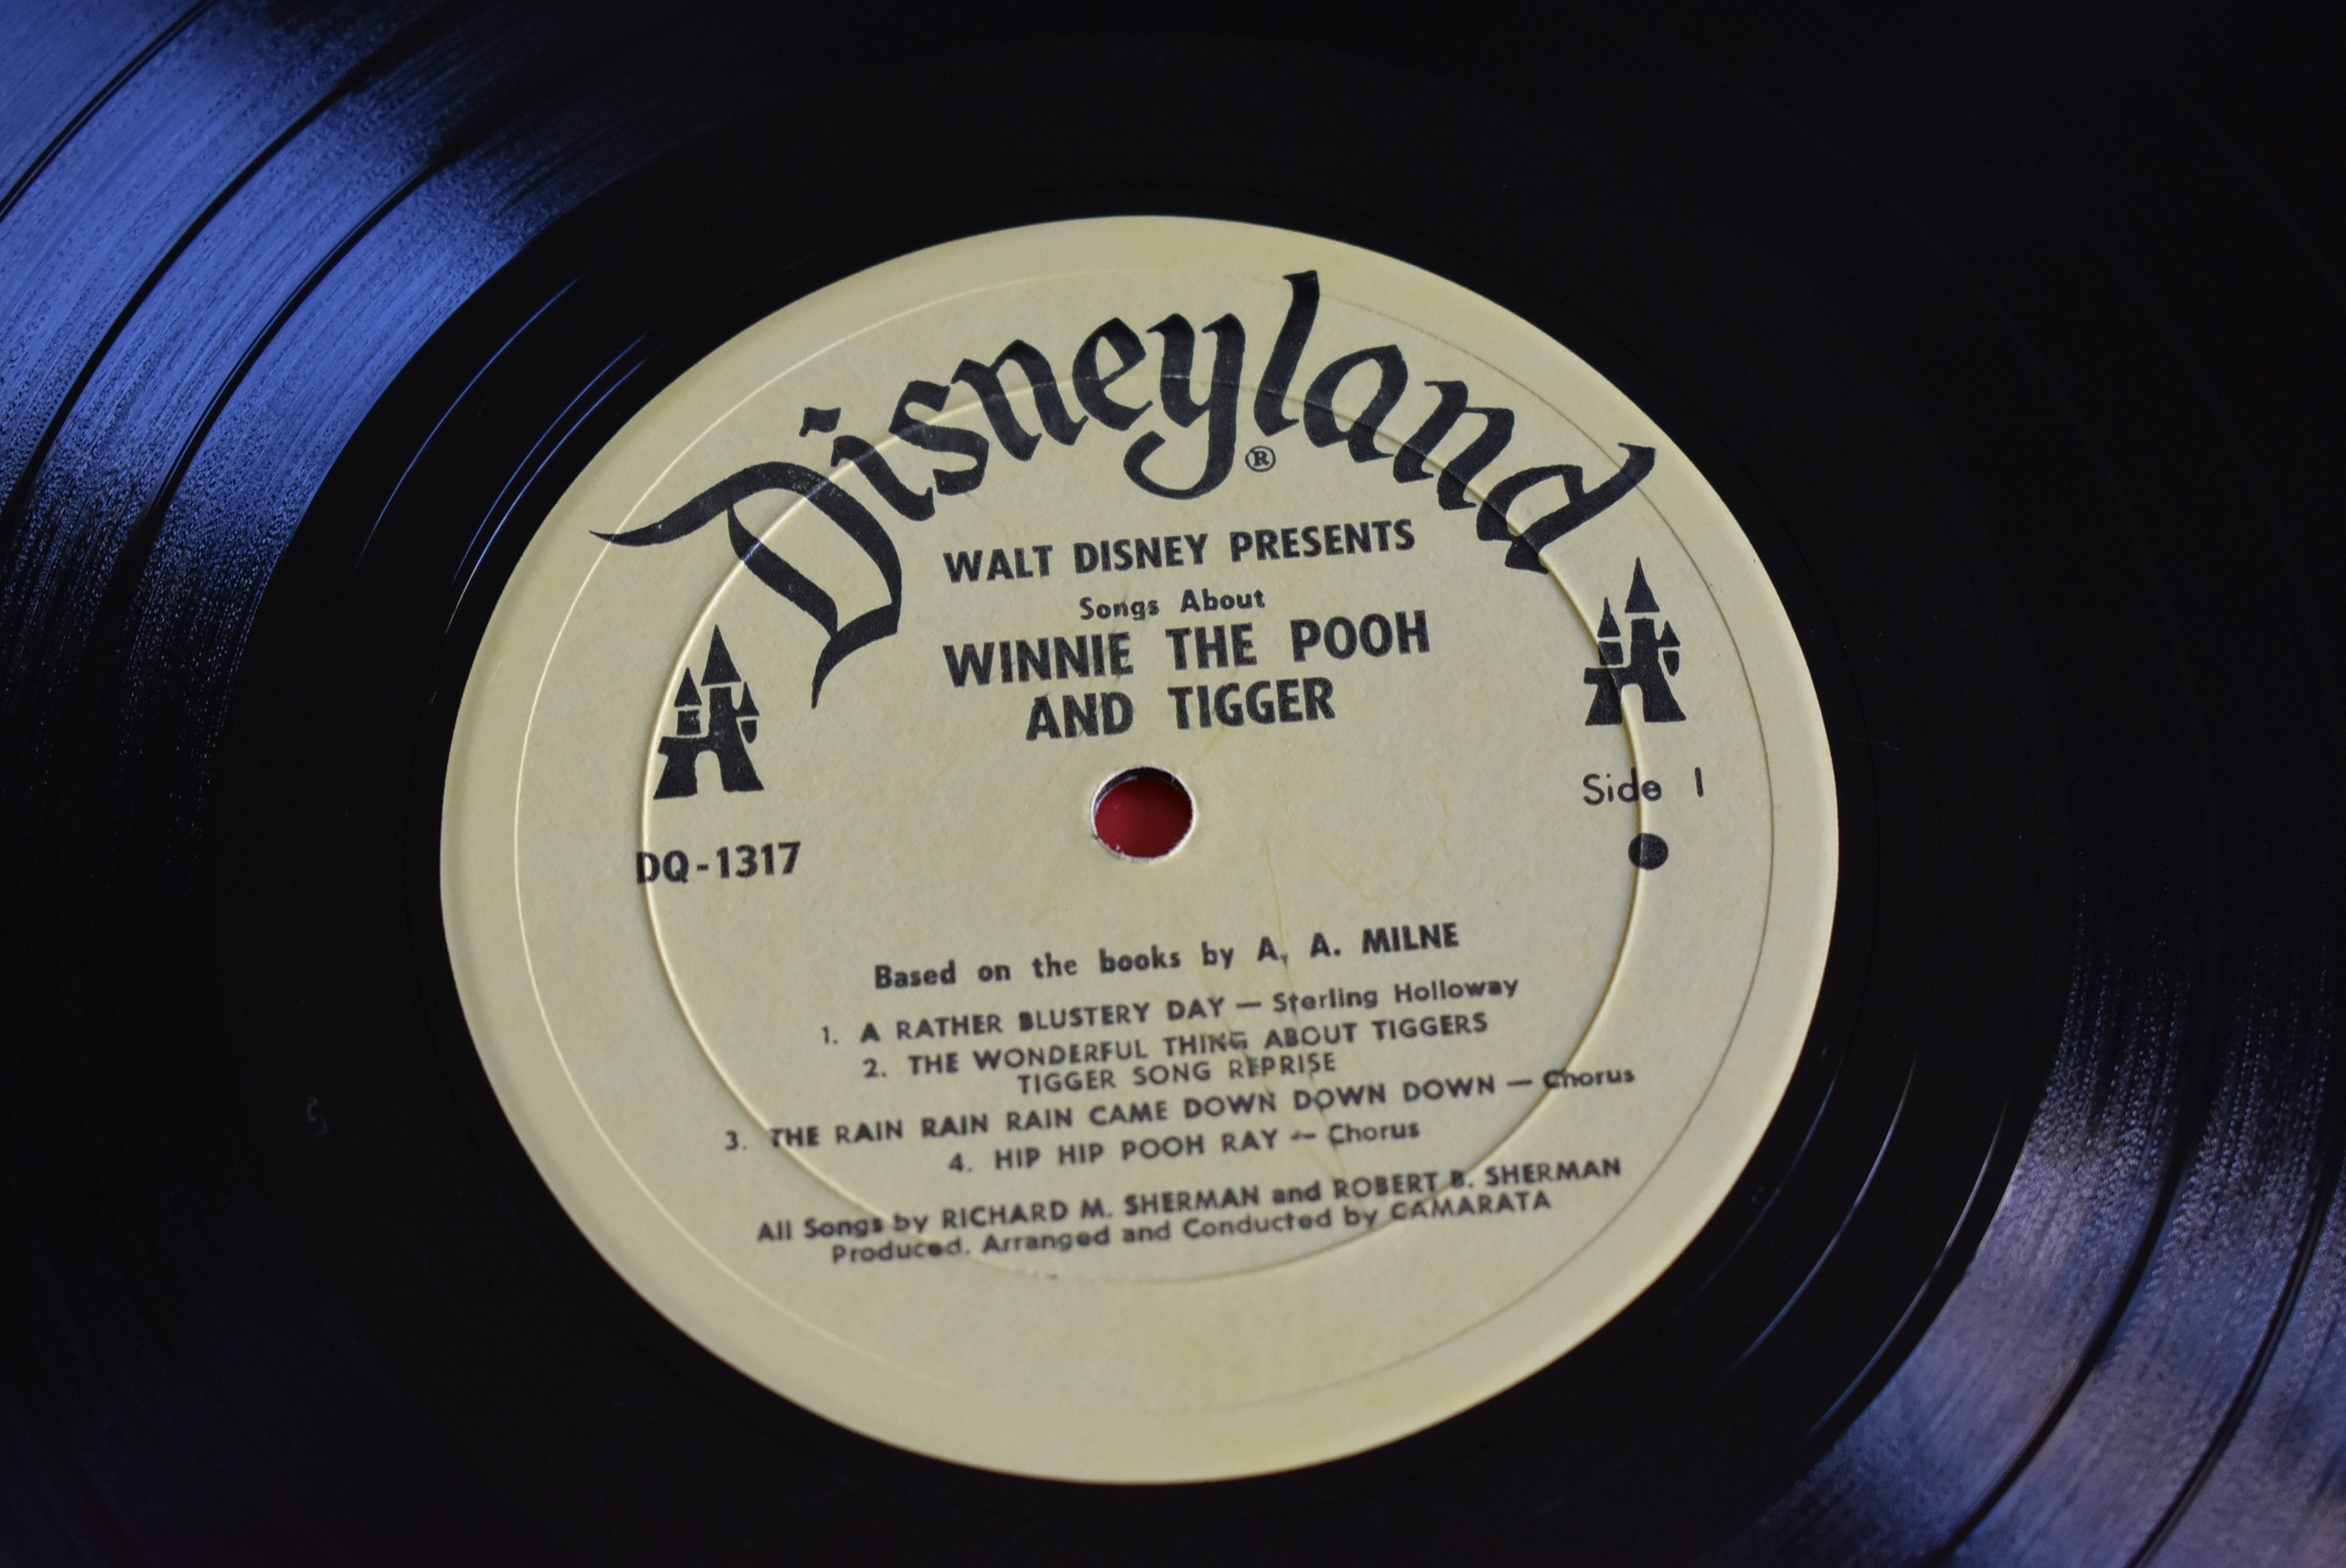 Disneyland
®
WALT DISNEY PRESENTS
Songs About
WINNIE THE POOH
AND TIGGER
Side 1
DQ-1317
Based on the books by A. A. MILNE
1. A RATHER BLUSTERY DAY — Sterling Holloway
2. THE WONDERFUL THING ABOUT TIGGERS
TIGGER SONG REPRISE
3. THE RAIN RAIN RAIN CAME DOWN DOWN DOWN — Chorus
4. HIP HIP POOH RAY — Chorus
All Songs by RICHARD M. SHERMAN and ROBERT B. SHERMAN
Produced, Arranged and Conducted by CAMARATA